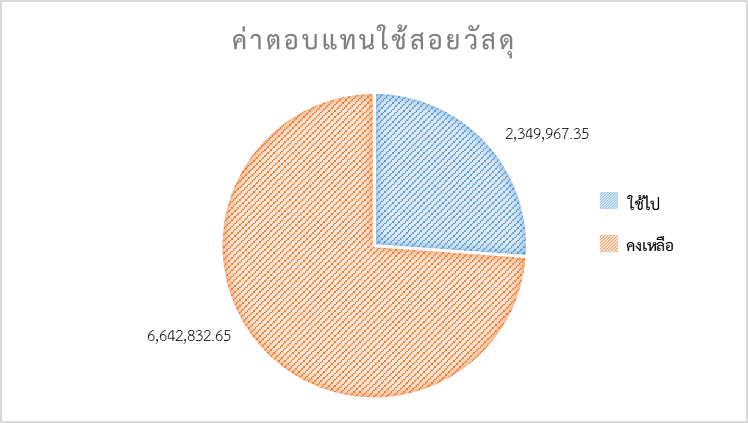 ค่าตอบแทนใช้สอยวัสดุ
2,349,967.35
ใช้ไป
คงเหลือ
6,642,832.65